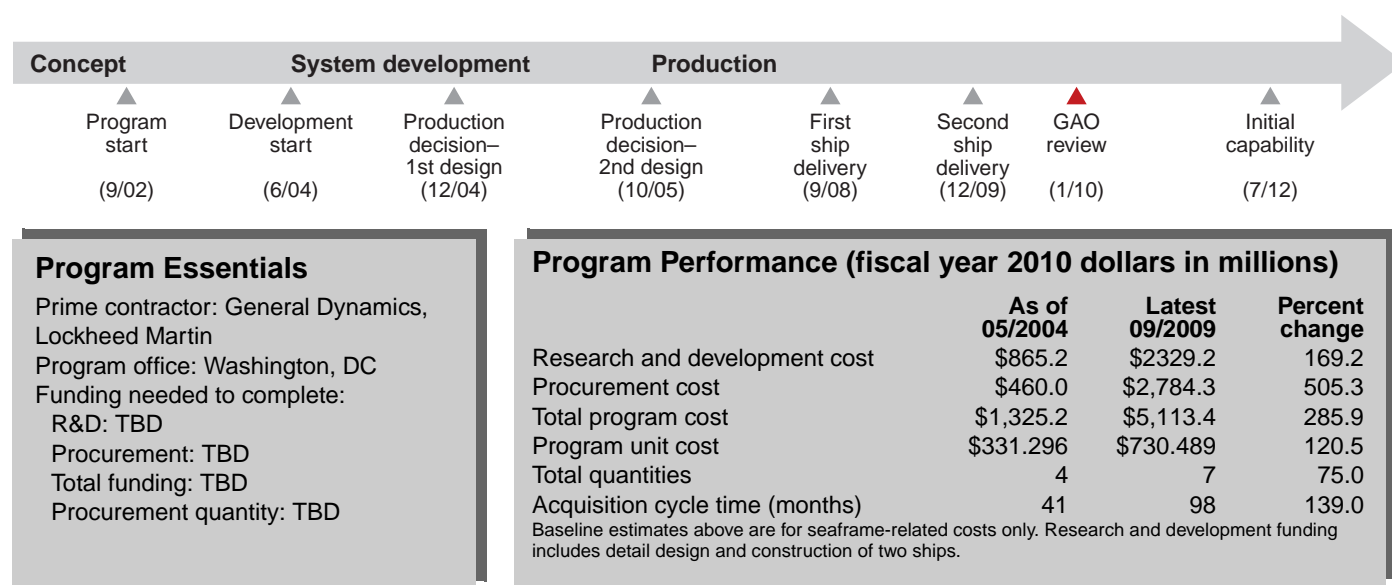 Concept System development Production
Program start (9/02)
Development start (6/04)
Production decision– 1st design (12/04)
Production decision– 2nd design (10/05)
First ship delivery (9/08)
Second ship delivery (12/09)
GAO review (1/10)
Initial capability (7/12)
Program Essentials
Prime contractor: General Dynamics,
Lockheed Martin
Program office: Washington, DC
Funding needed to complete:
R&D: TBD
Procurement: TBD
Total funding: TBD
Procurement quantity: TBD
Program Performance (fiscal year 2010 dollars in millions)
As of 05/2004 Latest 09/2009 Percent change
Research and development cost $865.2 $2329.2 169.2
Procurement cost $460.0 $2,784.3 505.3
Total program cost $1,325.2 $5,113.4 285.9
Program unit cost $331.296 $730.489 120.5
Total quantities 4 7 75.0
Acquisition cycle time (months) 41 98 139.0
Baseline estimates above are for seaframe-related costs only. Research and development funding
includes detail design and construction of two ships.